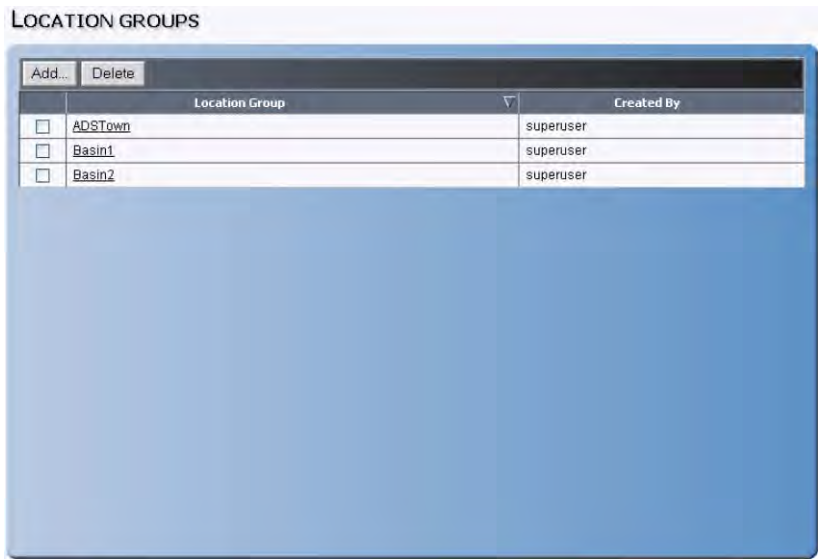 LOCATION GROUPS
Add... Delete
Location Group Created By
ADSTown superuser
Basin1 superuser
Basin2 superuser